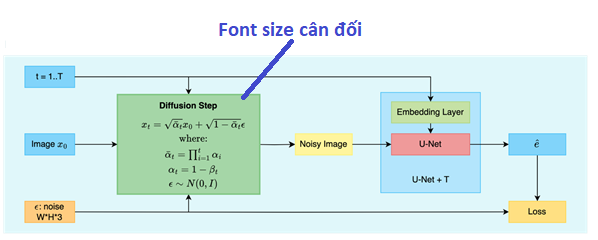 Font size cân đối
t = 1..T
Diffusion Step
x_t = √ᾱ_t x_0 + √1 − ᾱ_t ϵ
where:
ᾱ_t = ∏_{i=1}^{t} α_i
α_t = 1 − β_t
ϵ ∼ N(0, I)
Image x_0
Noisy Image
Embedding Layer
U-Net
U-Net + T
ê
ϵ: noise
W*H*3
Loss